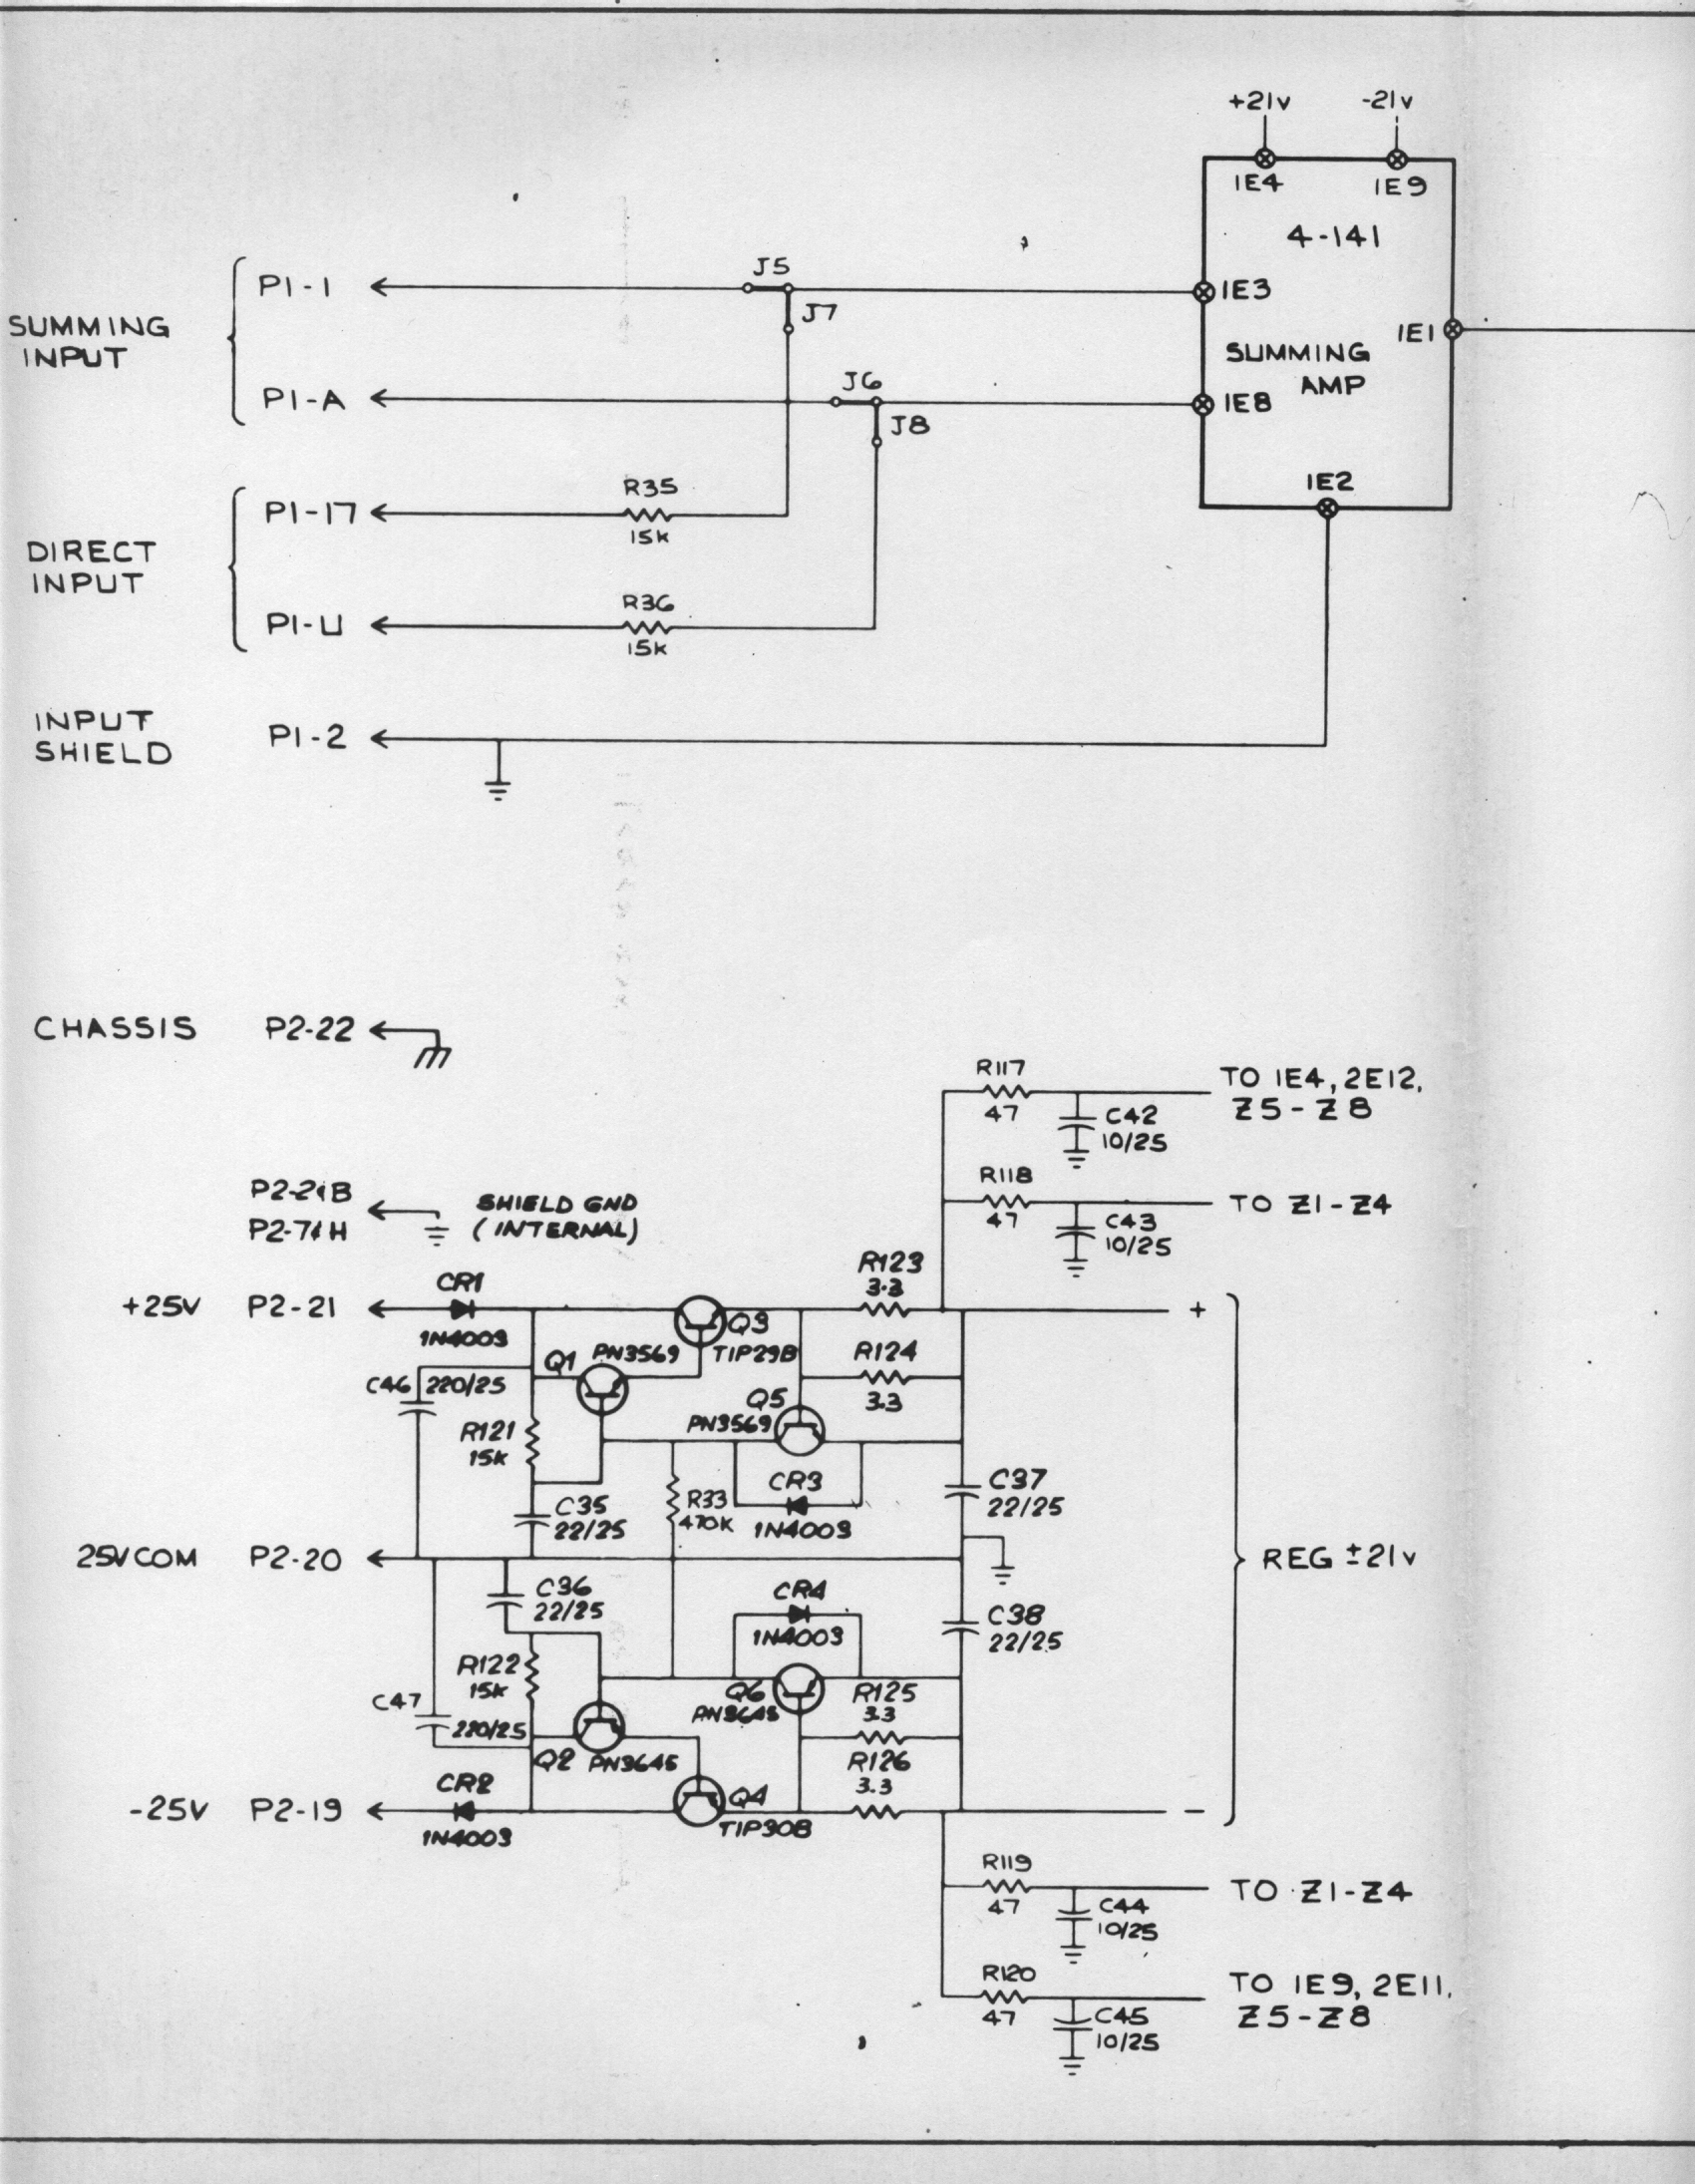 +21v
-21v
1E4
1E9
4-141
SUMMING
INPUT
P1-1
J5
J7
1E3
1E1
SUMMING
AMP
P1-A
J6
J8
1E8
1E2
DIRECT
INPUT
P1-17
R35
15K
P1-U
R36
15K
INPUT
SHIELD
P1-2
CHASSIS
P2-22
R117
47
C42
10/25
TO 1E4, 2E12,
Z5-Z8
R118
47
C43
10/25
TO Z1-Z4
SHIELD GND
(INTERNAL)
+25V
P2-21
CR1
1N4003
Q3
TIP29B
R123
3.3
+
Q1
PN3569
R124
3.3
C46
220/25
R121
15K
Q5
PN3569
CR3
1N4003
R33
470K
C35
22/25
C37
22/25
25VCOM
P2-20
REG ±21v
C36
22/25
CR4
1N4003
C38
22/25
R122
15K
C47
220/25
Q6
PN3645
R125
3.3
Q2
PN3645
R126
3.3
-25V
P2-19
CR2
1N4003
Q4
TIP30B
-
R119
47
C44
10/25
TO Z1-Z4
R120
47
C45
10/25
TO 1E9, 2E11,
Z5-Z8